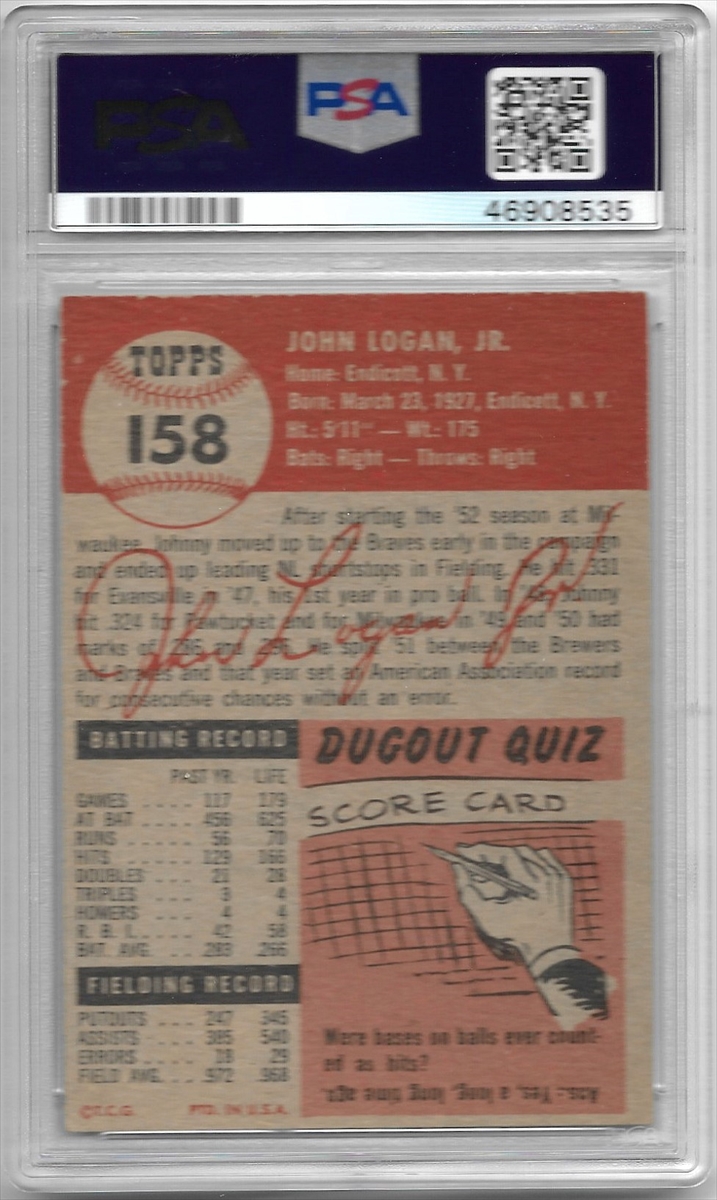 PSA
PSA
46908535
TOPPS
158
JOHN LOGAN, JR.
Home: Endicott, N. Y.
Born: March 23, 1927, Endicott, N. Y.
Ht.: 5'11" — Wt.: 175
Bats: Right — Throws: Right
After starting the '52 season at Mil-
waukee Johnny moved up to the Braves early in the campaign
and ended up leading NL shortstops in Fielding. He hit .331
for Evansville in '47, his 1st year in pro ball. In '48 Johnny
hit .324 for Pawtucket and for Milwaukee in '49 and '50 had
marks of and He split '51 between the Brewers
and Braves and that year set an American Association record
for consecutive chances without an error.
John Logan Jr.
BATTING RECORD
PAST YR. LIFE
GAMES .... 117 179
AT BAT .... 456 625
RUNS .... 56 70
HITS .... 129 166
DOUBLES .... 21 28
TRIPLES .... 3 4
HOMERS .... 4 4
R. B. I. .... 42 58
BAT. AVG. .283 .266
FIELDING RECORD
PUTOUTS ... 247 345
ASSISTS ... 385 540
ERRORS ... 18 29
FIELD AVG. .. .972 .968
©T.C.G. PTD. IN U.S.A.
DUGOUT QUIZ
SCORE CARD
Were bases on balls ever count-
ed as hits?
Ans.: Yes, a long, long time ago.